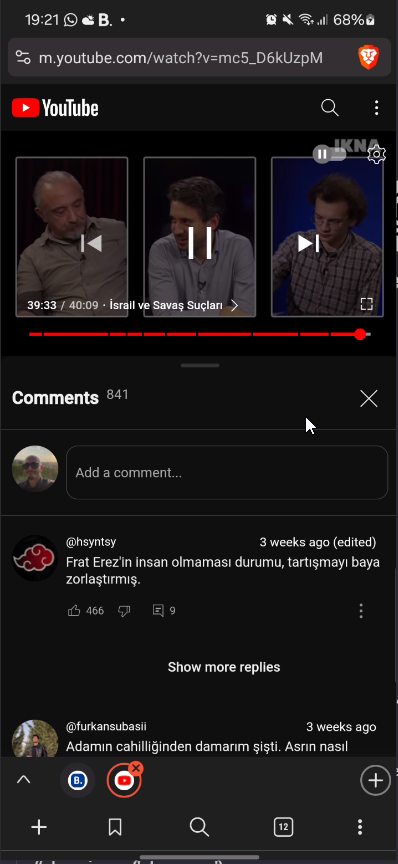 19:21 B. • 68%
m.youtube.com/watch?v=mc5_D6kUzpM
YouTube
IKNA
39:33 / 40:09 · İsrail ve Savaş Suçları
Comments 841
Add a comment...
@hsyntsy 3 weeks ago (edited)
Frat Erez'in insan olmaması durumu, tartışmayı baya
zorlaştırmış.
466 9
Show more replies
@furkansubasii 3 weeks ago
Adamın cahilliğinden damarım şişti. Asrın nasıl
B.
12